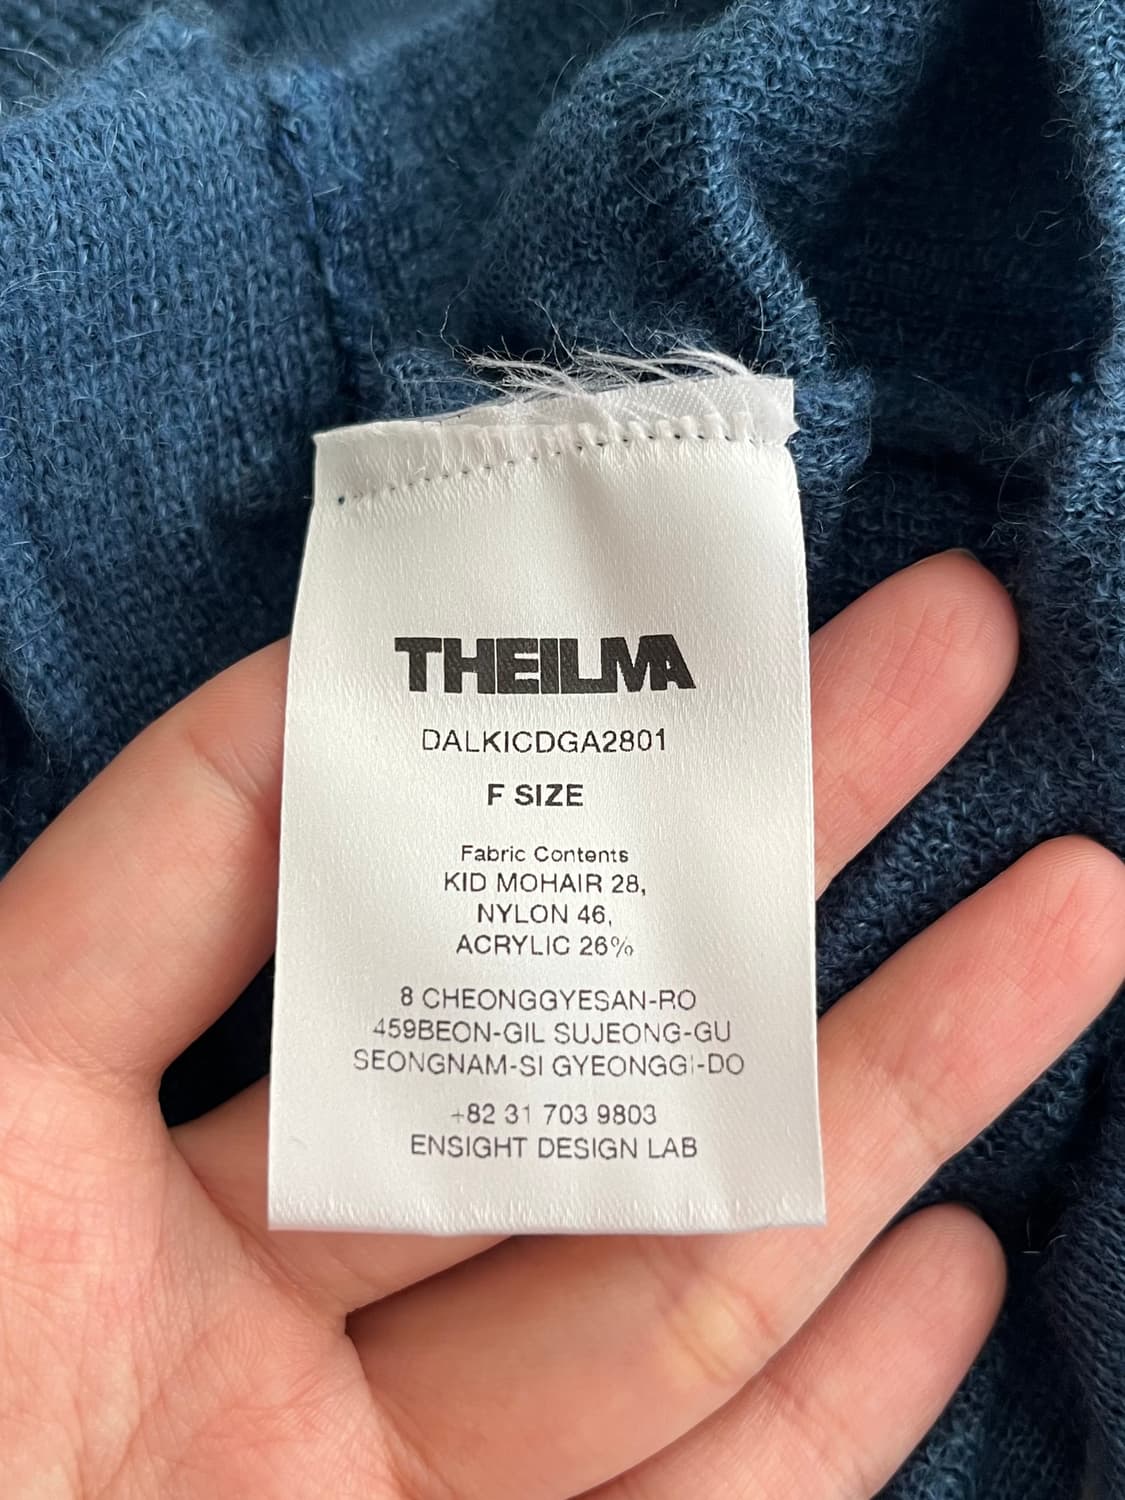 THEILMA
DALKICDGA2801
F SIZE
Fabric Contents
KID MOHAIR 28,
NYLON 46,
ACRYLIC 26%
8 CHEONGGYESAN-RO
459BEON-GIL SUJEONG-GU
SEONGNAM-SI GYEONGGI-DO
+82 31 703 9803
ENSIGHT DESIGN LAB